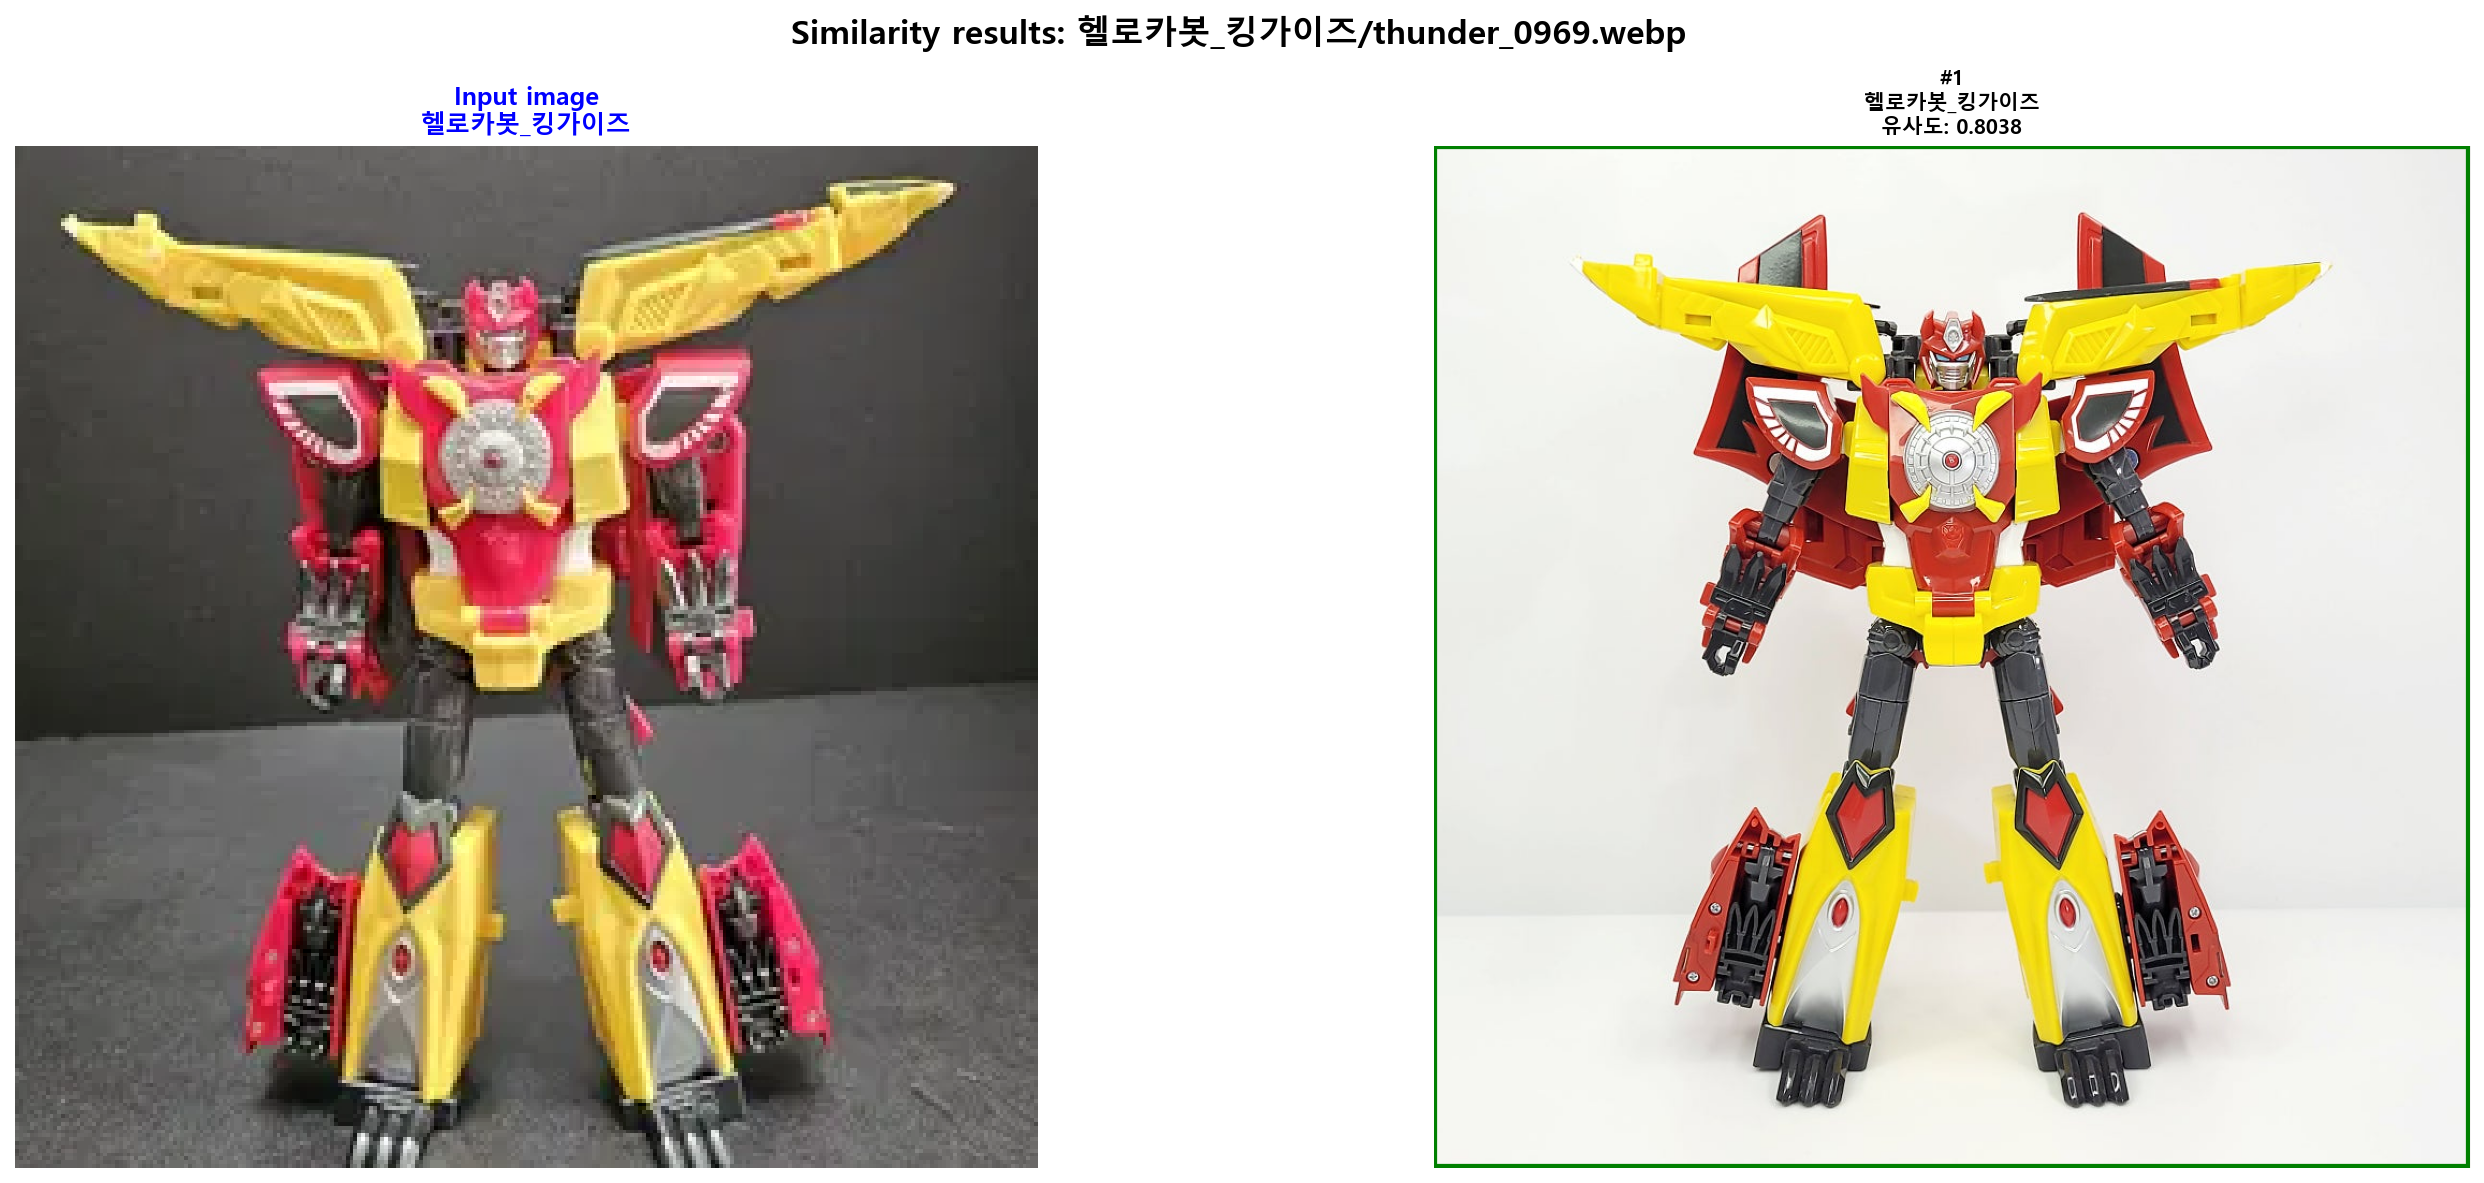 Similarity results: 헬로카봇_킹가이즈/thunder_0969.webp
Input image
헬로카봇_킹가이즈
#1
헬로카봇_킹가이즈
유사도: 0.8038